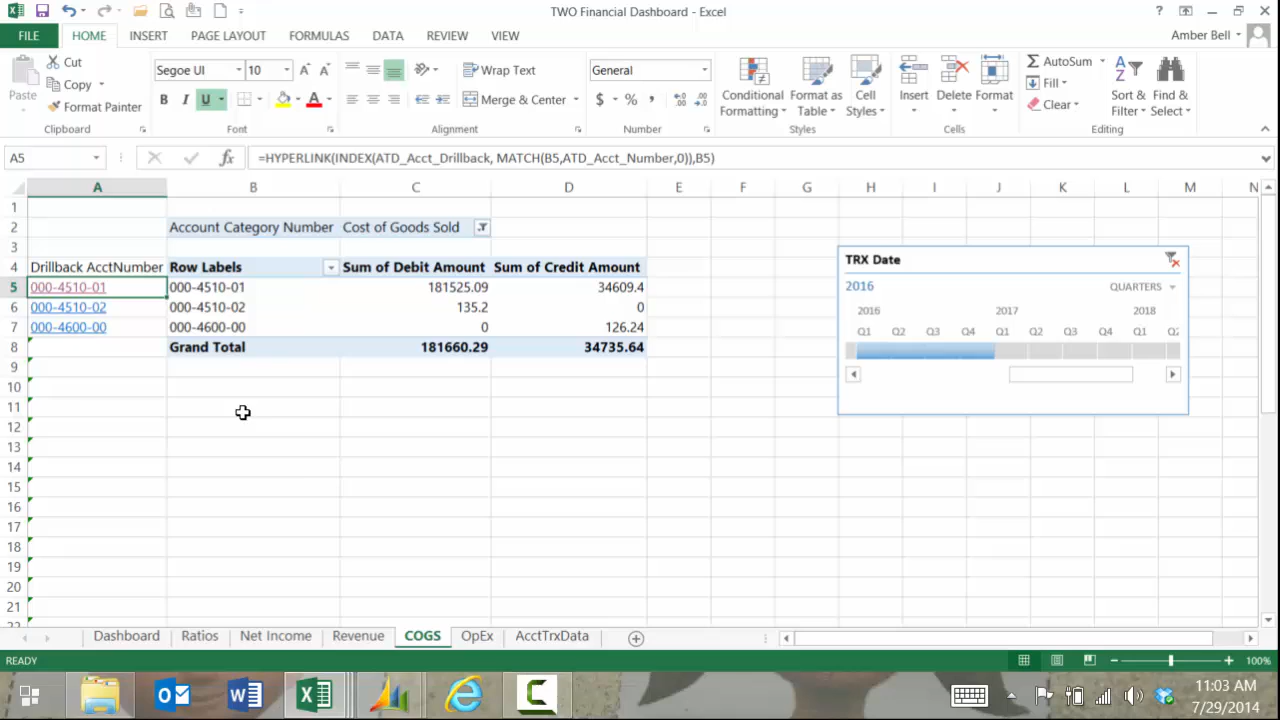 TWO Financial Dashboard - Excel
FILE HOME INSERT PAGE LAYOUT FORMULAS DATA REVIEW VIEW Amber Bell
Paste Cut Copy Format Painter Clipboard
Segoe UI 10 B I U A Font
Wrap Text Merge & Center Alignment
General $ % , Number
Conditional Formatting Format as Table Cell Styles Styles
Insert Delete Format Cells
AutoSum Fill Clear Sort & Filter Find & Select Editing
A5 fx =HYPERLINK(INDEX(ATD_Acct_Drillback, MATCH(B5,ATD_Acct_Number,0)),B5)
A B C D E F G H I J K L M N
1
2 Account Category Number Cost of Goods Sold
3
4 Drillback AcctNumber Row Labels Sum of Debit Amount Sum of Credit Amount
5 000-4510-01 000-4510-01 181525.09 34609.4
6 000-4510-02 000-4510-02 135.2 0
7 000-4600-00 000-4600-00 0 126.24
8 Grand Total 181660.29 34735.64
9
10
11
12
13
14
15
16
17
18
19
20
21
22
TRX Date
2016 QUARTERS
2016 2017 2018
Q1 Q2 Q3 Q4 Q1 Q2 Q3 Q4 Q1 Q2
Dashboard Ratios Net Income Revenue COGS OpEx AcctTrxData
READY 100%
11:03 AM
7/29/2014